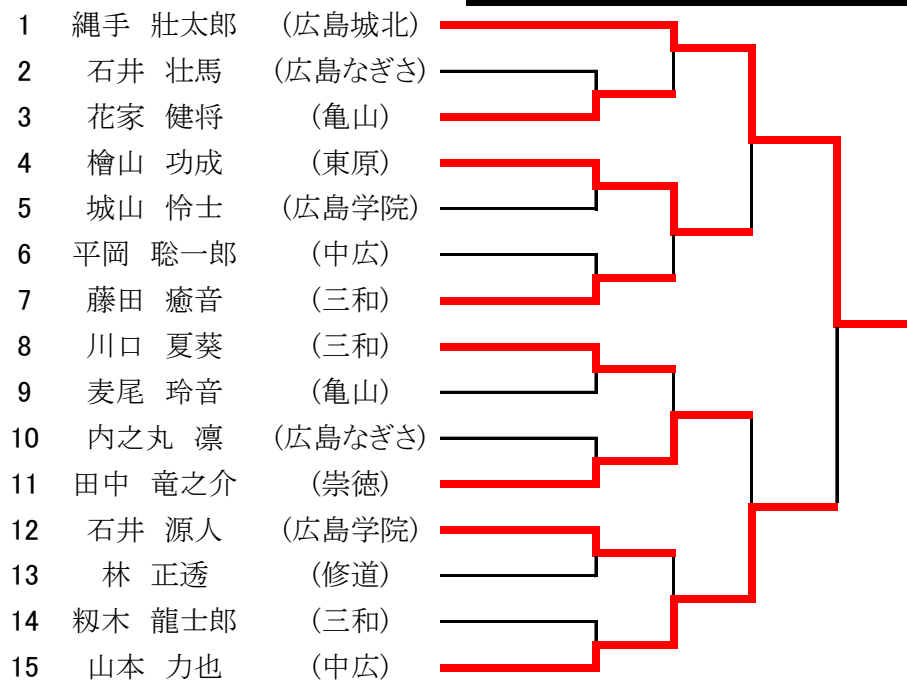 1 縄手 壯太郎 (広島城北)
2 石井 壮馬 (広島なぎさ)
3 花家 健将 (亀山)
4 檜山 功成 (東原)
5 城山 怜士 (広島学院)
6 平岡 聡一郎 (中広)
7 藤田 癒音 (三和)
8 川口 夏葵 (三和)
9 麦尾 玲音 (亀山)
10 内之丸 凛 (広島なぎさ)
11 田中 竜之介 (崇徳)
12 石井 源人 (広島学院)
13 林 正透 (修道)
14 籾木 龍士郎 (三和)
15 山本 力也 (中広)